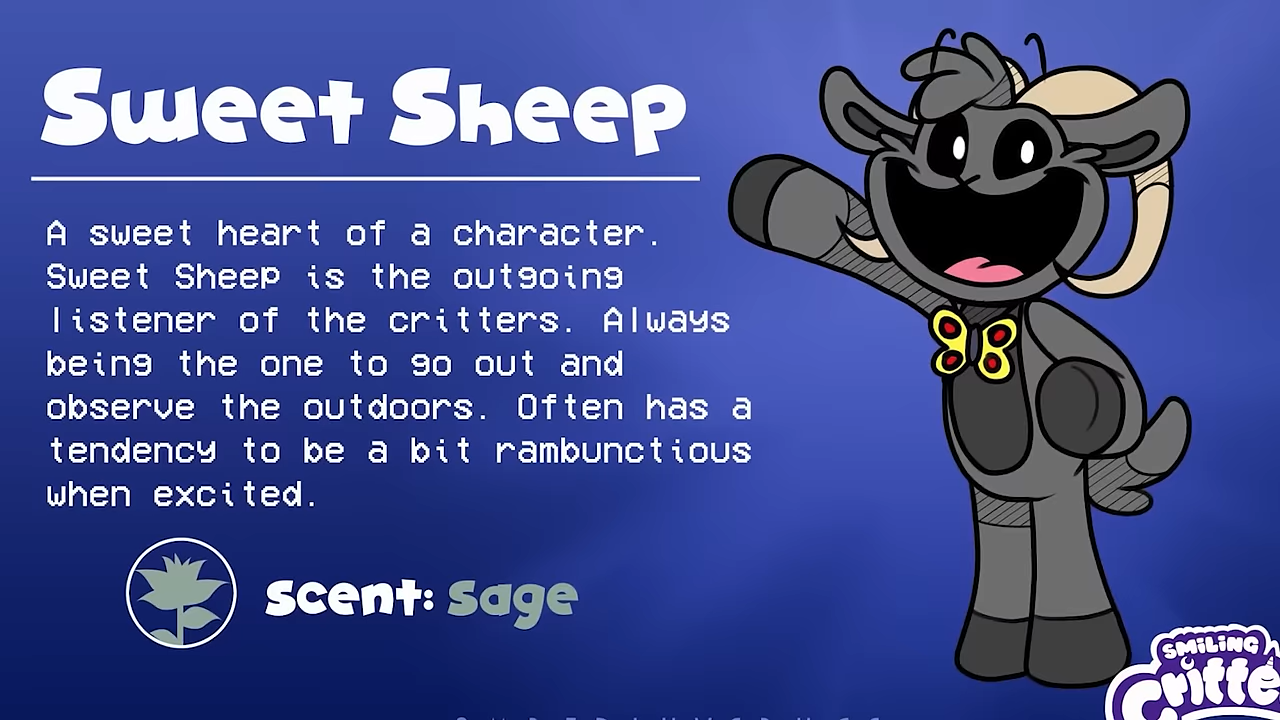 Sweet Sheep
A sweet heart of a character.
Sweet Sheep is the outgoing
listener of the critters. Always
being the one to go out and
observe the outdoors. Often has a
tendency to be a bit rambunctious
when excited.
scent: sage
SMILING
Critte